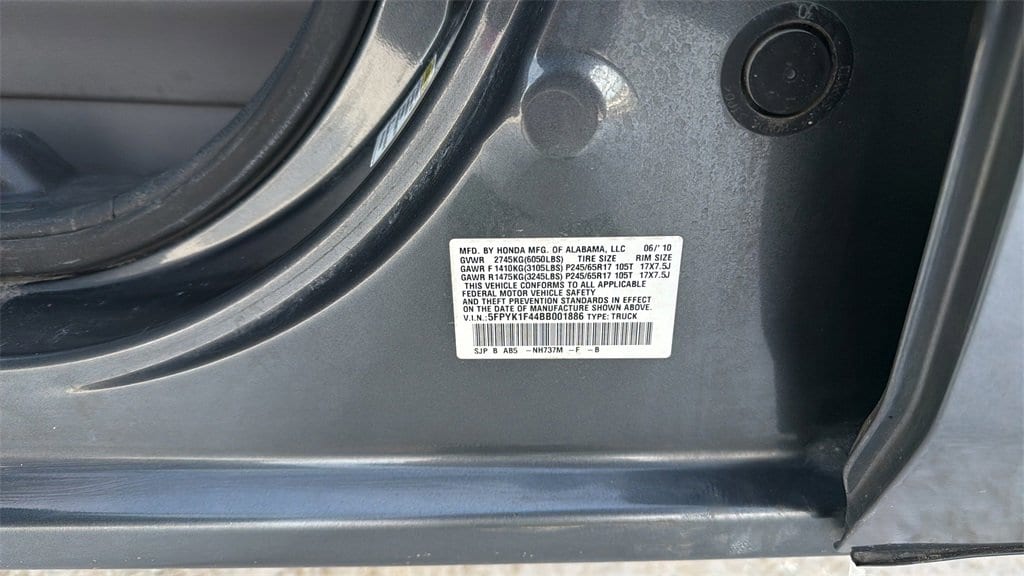 MFD. BY HONDA MFG. OF ALABAMA, LLC 06/'10
GVWR 2745KG(6050LBS) TIRE SIZE RIM SIZE
GAWR F 1410KG(3105LBS) P245/65R17 105T 17X7.5J
GAWR R1475KG(3245LBS) P245/65R17 105T 17X7.5J
THIS VEHICLE CONFORMS TO ALL APPLICABLE
FEDERAL MOTOR VEHICLE SAFETY
AND THEFT PREVENTION STANDARDS IN EFFECT
ON THE DATE OF MANUFACTURE SHOWN ABOVE.
V.I.N.: 5FPYK1F44BB001886 TYPE: TRUCK
SJP B AB5 -NH737M -F -B